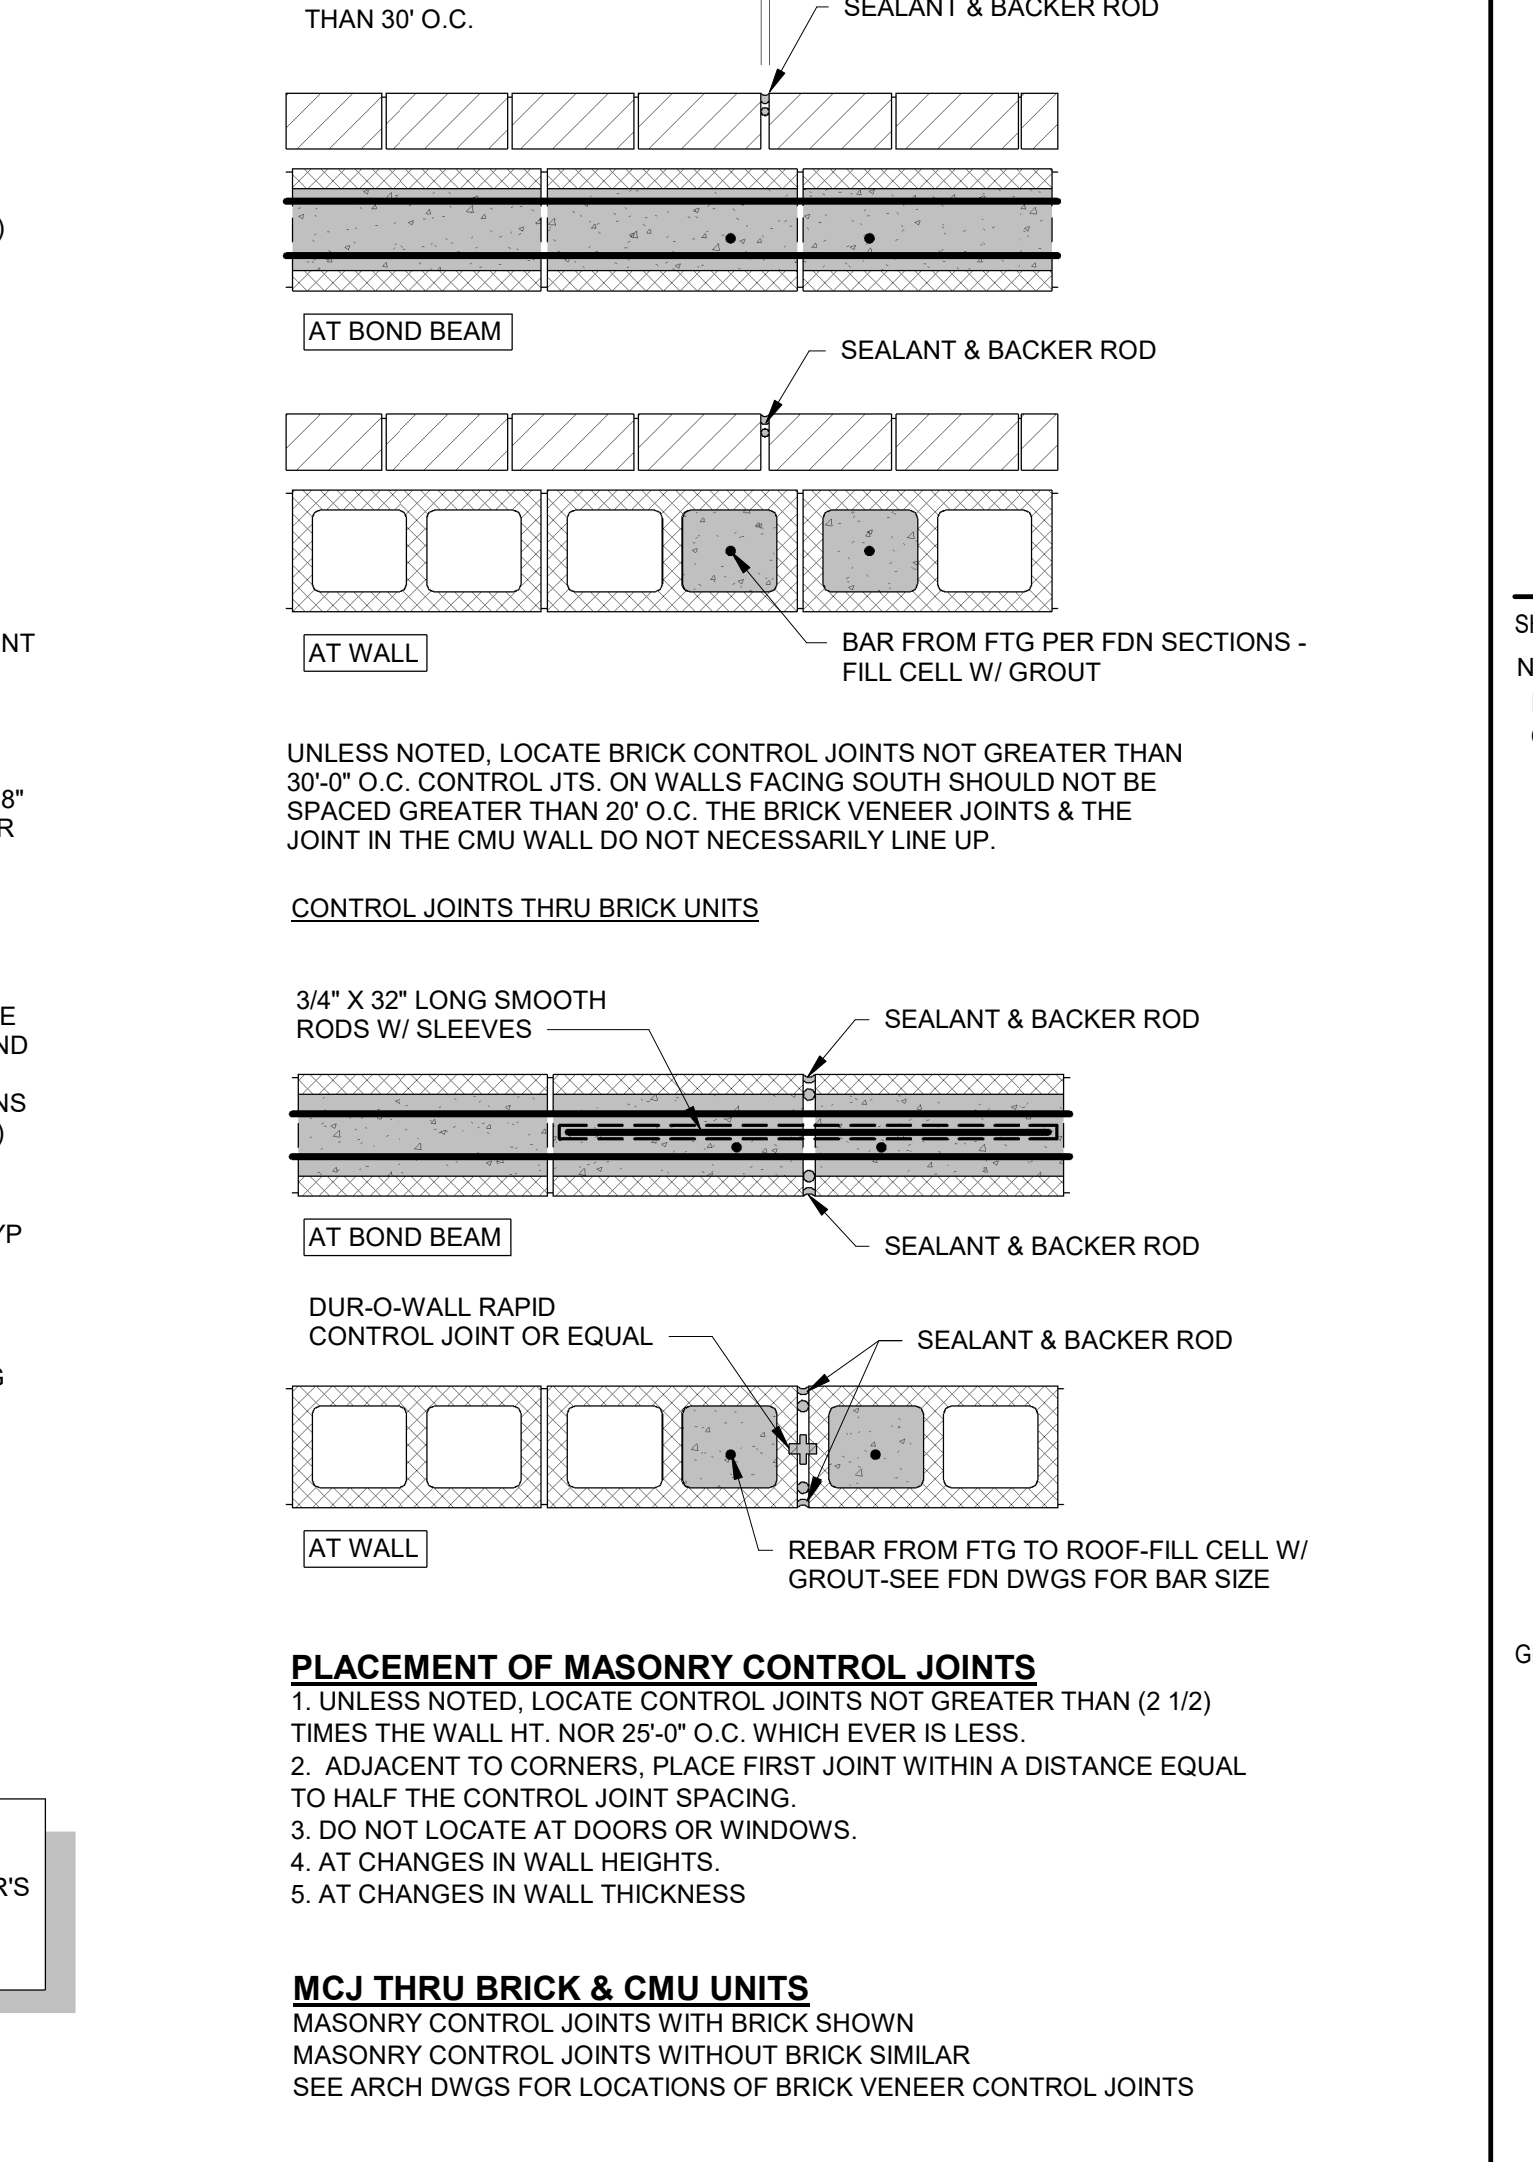 THAN 30' O.C.
SEALANT & BACKER ROD
AT BOND BEAM
SEALANT & BACKER ROD
AT WALL
BAR FROM FTG PER FDN SECTIONS -
FILL CELL W/ GROUT
UNLESS NOTED, LOCATE BRICK CONTROL JOINTS NOT GREATER THAN
30'-0" O.C. CONTROL JTS. ON WALLS FACING SOUTH SHOULD NOT BE
SPACED GREATER THAN 20' O.C. THE BRICK VENEER JOINTS & THE
JOINT IN THE CMU WALL DO NOT NECESSARILY LINE UP.
CONTROL JOINTS THRU BRICK UNITS
3/4" X 32" LONG SMOOTH
RODS W/ SLEEVES
SEALANT & BACKER ROD
AT BOND BEAM
SEALANT & BACKER ROD
DUR-O-WALL RAPID
CONTROL JOINT OR EQUAL
SEALANT & BACKER ROD
AT WALL
REBAR FROM FTG TO ROOF-FILL CELL W/
GROUT-SEE FDN DWGS FOR BAR SIZE
PLACEMENT OF MASONRY CONTROL JOINTS
1. UNLESS NOTED, LOCATE CONTROL JOINTS NOT GREATER THAN (2 1/2)
TIMES THE WALL HT. NOR 25'-0" O.C. WHICH EVER IS LESS.
2. ADJACENT TO CORNERS, PLACE FIRST JOINT WITHIN A DISTANCE EQUAL
TO HALF THE CONTROL JOINT SPACING.
3. DO NOT LOCATE AT DOORS OR WINDOWS.
4. AT CHANGES IN WALL HEIGHTS.
5. AT CHANGES IN WALL THICKNESS
MCJ THRU BRICK & CMU UNITS
MASONRY CONTROL JOINTS WITH BRICK SHOWN
MASONRY CONTROL JOINTS WITHOUT BRICK SIMILAR
SEE ARCH DWGS FOR LOCATIONS OF BRICK VENEER CONTROL JOINTS
)
NT
8"
R
E
ND
NS
)
YP
G
R'S
N
G